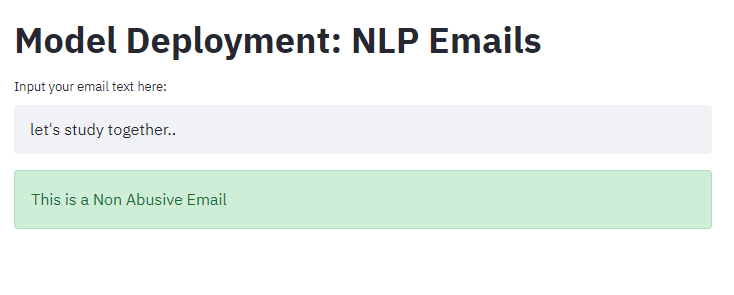 Model Deployment: NLP Emails
Input your email text here:
let's study together..
This is a Non Abusive Email